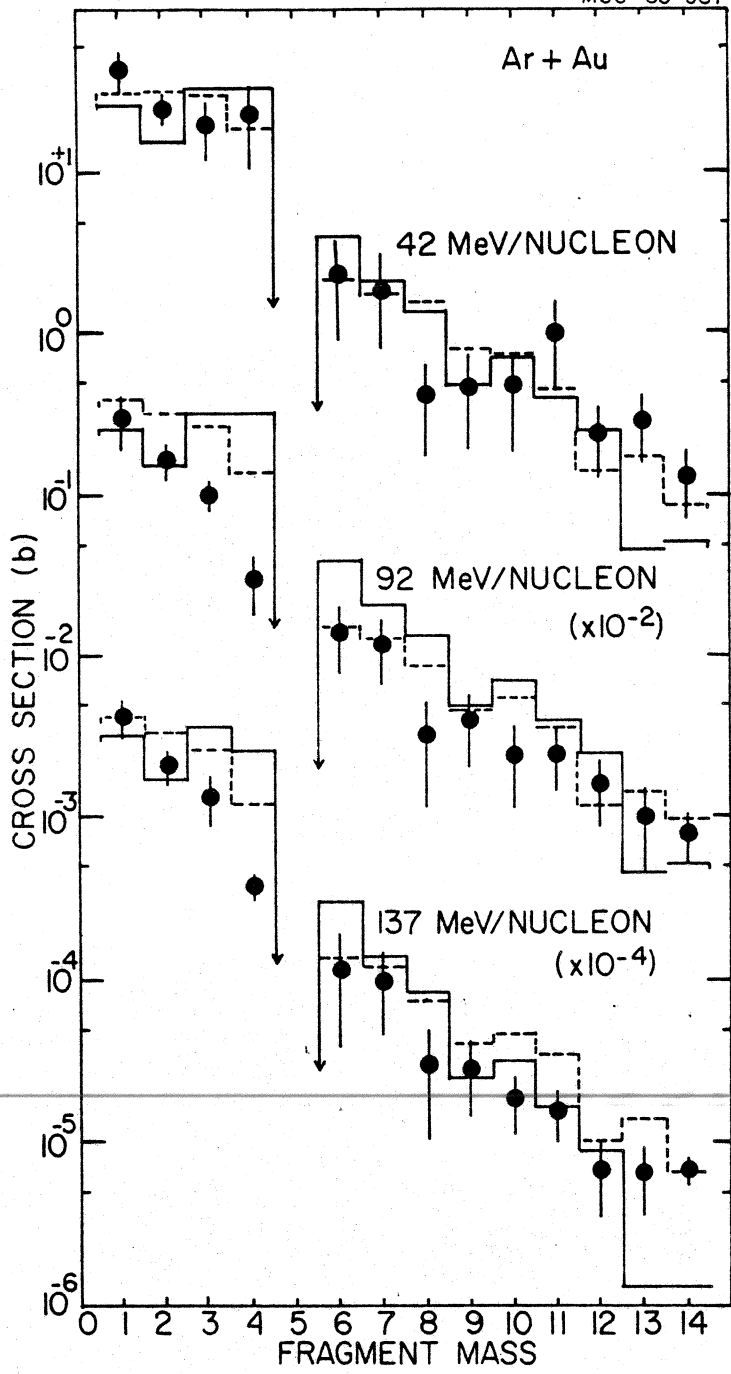 Ar + Au
10+1
42 MeV/NUCLEON
10 0
10-1
92 MeV/NUCLEON
(x10-2)
10-2
CROSS SECTION (b)
10-3
137 MeV/NUCLEON
(x10-4)
10-4
10-5
10-6
0 1 2 3 4 5 6 7 8 9 10 11 12 13 14
FRAGMENT MASS